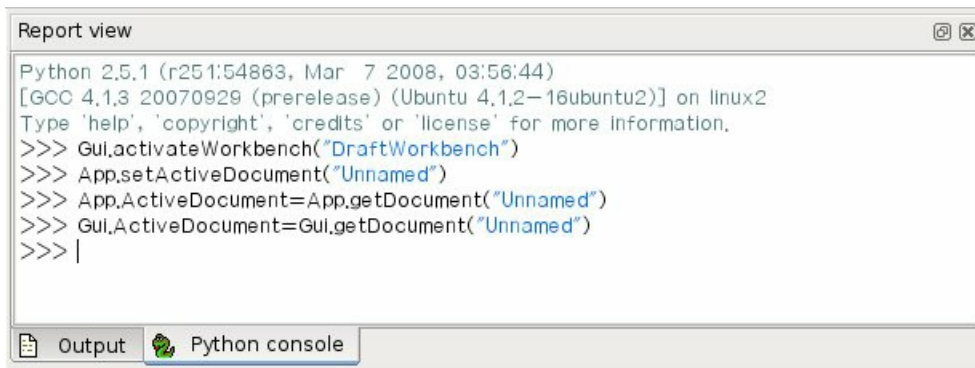 Report view
Python 2.5.1 (r251:54863, Mar  7 2008, 03:56:44)
[GCC 4.1.3 20070929 (prerelease) (Ubuntu 4.1.2-16ubuntu2)] on linux2
Type 'help', 'copyright', 'credits' or 'license' for more information.
>>> Gui.activateWorkbench("DraftWorkbench")
>>> App.setActiveDocument("Unnamed")
>>> App.ActiveDocument=App.getDocument("Unnamed")
>>> Gui.ActiveDocument=Gui.getDocument("Unnamed")
>>>
Output
Python console